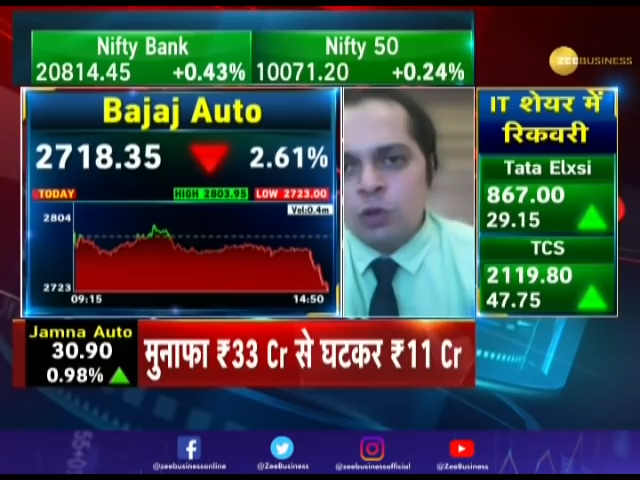 Nifty Bank
20814.45 +0.43%
Nifty 50
10071.20 +0.24%
ZEEBUSINESS
Bajaj Auto
2718.35 2.61%
TODAY HIGH 2803.95 LOW 2723.00
Vol:0.4m
2804
2723
09:15 14:50
IT शेयर में
रिकवरी
Tata Elxsi
867.00
29.15
TCS
2119.80
47.75
Jamna Auto
30.90
0.98%
मुनाफा ₹33 Cr से घटकर ₹11 Cr
@zeebusinessonline @ZeeBusiness @zeebusinessofficial @ZeeBusiness